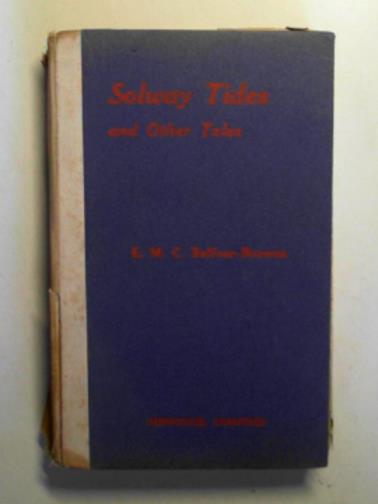 Solway Tides
and Other Tales
E. M. C. Balfour-Browne